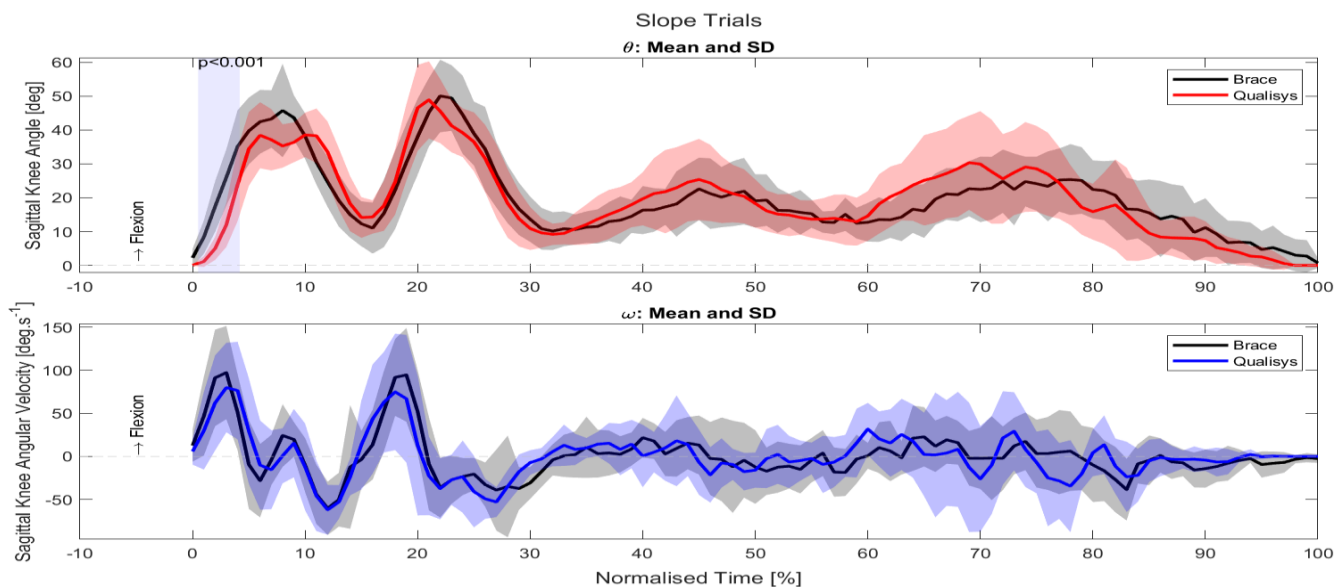 Slope Trials
θ: Mean and SD
p<0.001
Sagittal Knee Angle [deg]
60
50
40
30
20
10
0
→ Flexion
Brace
Qualisys
-10 0 10 20 30 40 50 60 70 80 90 100
ω: Mean and SD
Sagittal Knee Angular Velocity [deg.s⁻¹]
150
100
50
0
-50
→ Flexion
Brace
Qualisys
-10 0 10 20 30 40 50 60 70 80 90 100
Normalised Time [%]